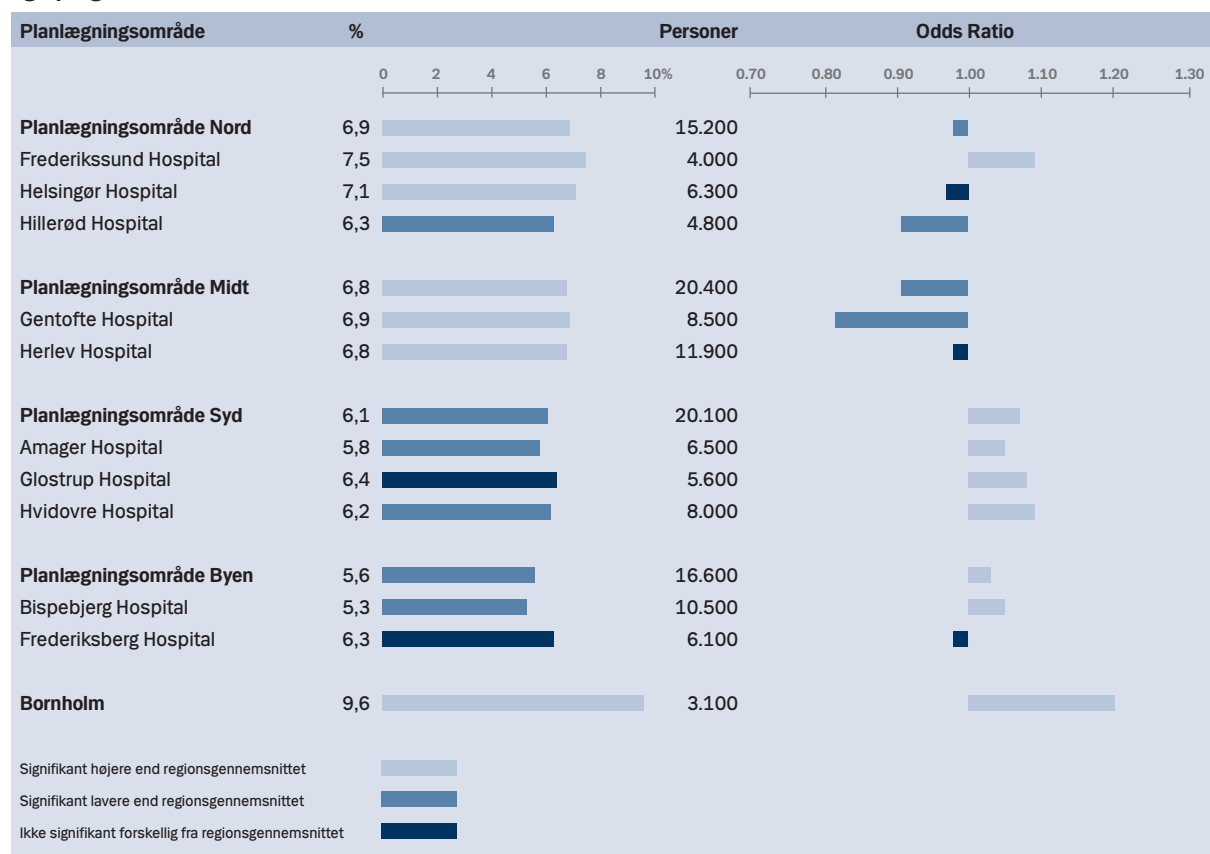 Planlægningsområde % Personer Odds Ratio
0 2 4 6 8 10% 0.70 0.80 0.90 1.00 1.10 1.20 1.30
Planlægningsområde Nord 6,9 15.200
Frederikssund Hospital 7,5 4.000
Helsingør Hospital 7,1 6.300
Hillerød Hospital 6,3 4.800
Planlægningsområde Midt 6,8 20.400
Gentofte Hospital 6,9 8.500
Herlev Hospital 6,8 11.900
Planlægningsområde Syd 6,1 20.100
Amager Hospital 5,8 6.500
Glostrup Hospital 6,4 5.600
Hvidovre Hospital 6,2 8.000
Planlægningsområde Byen 5,6 16.600
Bispebjerg Hospital 5,3 10.500
Frederiksberg Hospital 6,3 6.100
Bornholm 9,6 3.100
Signifikant højere end regionsgennemsnittet
Signifikant lavere end regionsgennemsnittet
Ikke signifikant forskellig fra regionsgennemsnittet